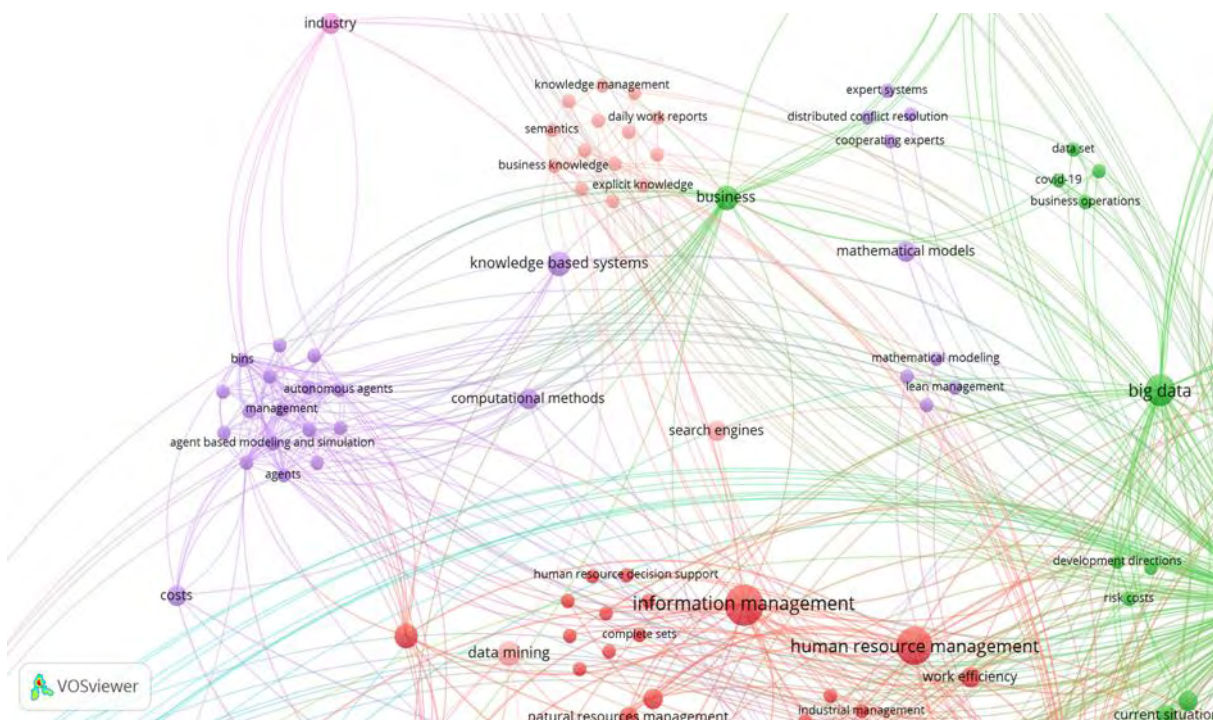 industry
knowledge management
expert systems
daily work reports
distributed conflict resolution
semantics
cooperating experts
data set
business knowledge
covid-19
explicit knowledge
business
business operations
mathematical models
knowledge based systems
bins
mathematical modeling
autonomous agents
lean management
big data
computational methods
management
search engines
agent based modeling and simulation
agents
development directions
human resource decision support
costs
risk costs
information management
complete sets
human resource management
data mining
work efficiency
VOSviewer
industrial management
natural resources management
current situation